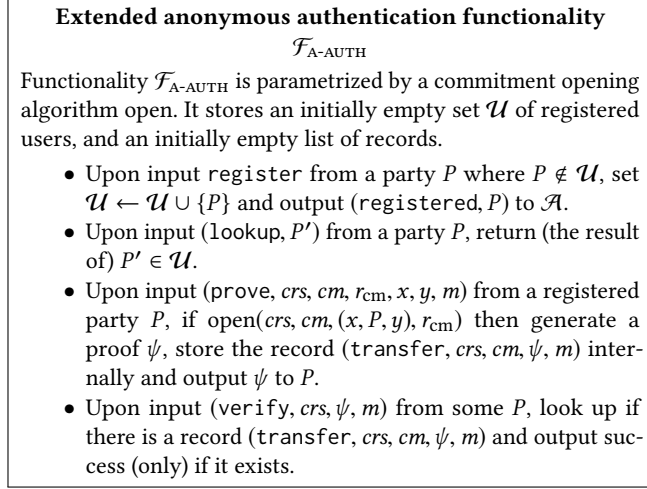 Extended anonymous authentication functionality
ℱ_A-AUTH
Functionality ℱ_A-AUTH is parametrized by a commitment opening
algorithm open. It stores an initially empty set 𝒰 of registered
users, and an initially empty list of records.
• Upon input register from a party P where P ∉ 𝒰, set
𝒰 ← 𝒰 ∪ {P} and output (registered, P) to 𝒜.
• Upon input (lookup, P′) from a party P, return (the result
of) P′ ∈ 𝒰.
• Upon input (prove, crs, cm, r_cm, x, y, m) from a registered
party P, if open(crs, cm, (x, P, y), r_cm) then generate a
proof ψ, store the record (transfer, crs, cm, ψ, m) inter-
nally and output ψ to P.
• Upon input (verify, crs, ψ, m) from some P, look up if
there is a record (transfer, crs, cm, ψ, m) and output suc-
cess (only) if it exists.